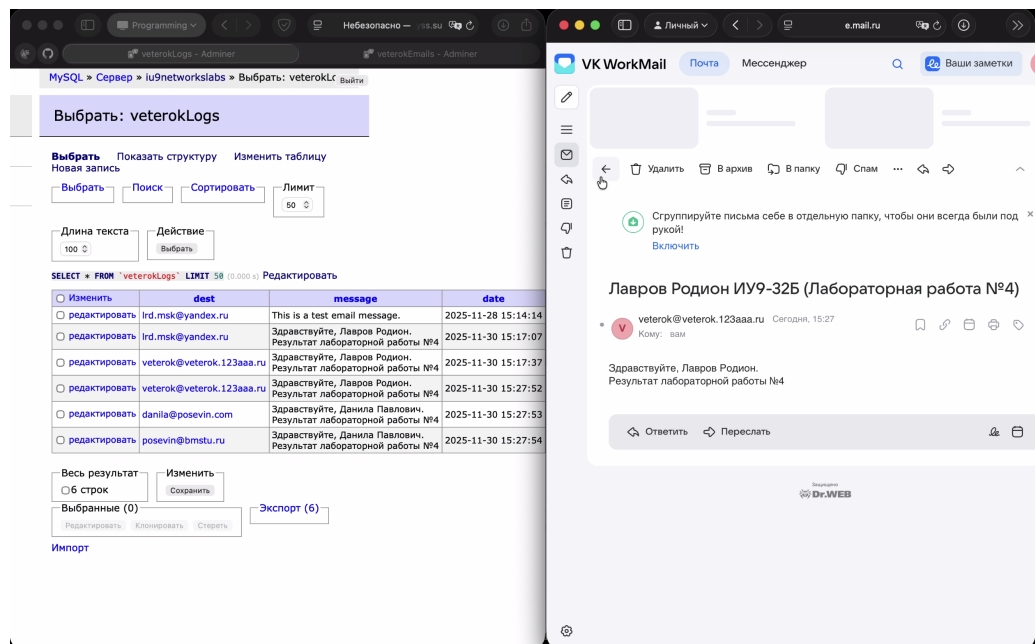 Programming
Небезопасно —
veterokLogs - Adminer
veterokEmails - Adminer
MySQL » Сервер » iu9networkslabs » Выбрать: veterokLc
Выйти
Выбрать: veterokLogs
Выбрать Показать структуру Изменить таблицу
Новая запись
Выбрать Поиск Сортировать Лимит
50
Длина текста Действие
100 Выбрать
SELECT * FROM `veterokLogs` LIMIT 50 (0.000 s) Редактировать
Изменить dest message date
редактировать lrd.msk@yandex.ru This is a test email message. 2025-11-28 15:14:14
редактировать lrd.msk@yandex.ru Здравствуйте, Лавров Родион.
Результат лабораторной работы №4 2025-11-30 15:17:07
редактировать veterok@veterok.123aaa.ru Здравствуйте, Лавров Родион.
Результат лабораторной работы №4 2025-11-30 15:17:37
редактировать veterok@veterok.123aaa.ru Здравствуйте, Лавров Родион.
Результат лабораторной работы №4 2025-11-30 15:27:52
редактировать danila@posevin.com Здравствуйте, Данила Павлович.
Результат лабораторной работы №4 2025-11-30 15:27:53
редактировать posevin@bmstu.ru Здравствуйте, Данила Павлович.
Результат лабораторной работы №4 2025-11-30 15:27:54
Весь результат Изменить
6 строк Сохранить
Выбранные (0) Экспорт (6)
Редактировать Клонировать Стереть
Импорт
Личный
e.mail.ru
VK WorkMail Почта Мессенджер Ваши заметки
Удалить В архив В папку Спам
Сгруппируйте письма себе в отдельную папку, чтобы они всегда были под
рукой!
Включить
Лавров Родион ИУ9-32Б (Лабораторная работа №4)
V
veterok@veterok.123aaa.ru Сегодня, 15:27
Кому: вам
Здравствуйте, Лавров Родион.
Результат лабораторной работы №4
Ответить Переслать
Защищено
Dr.WEB